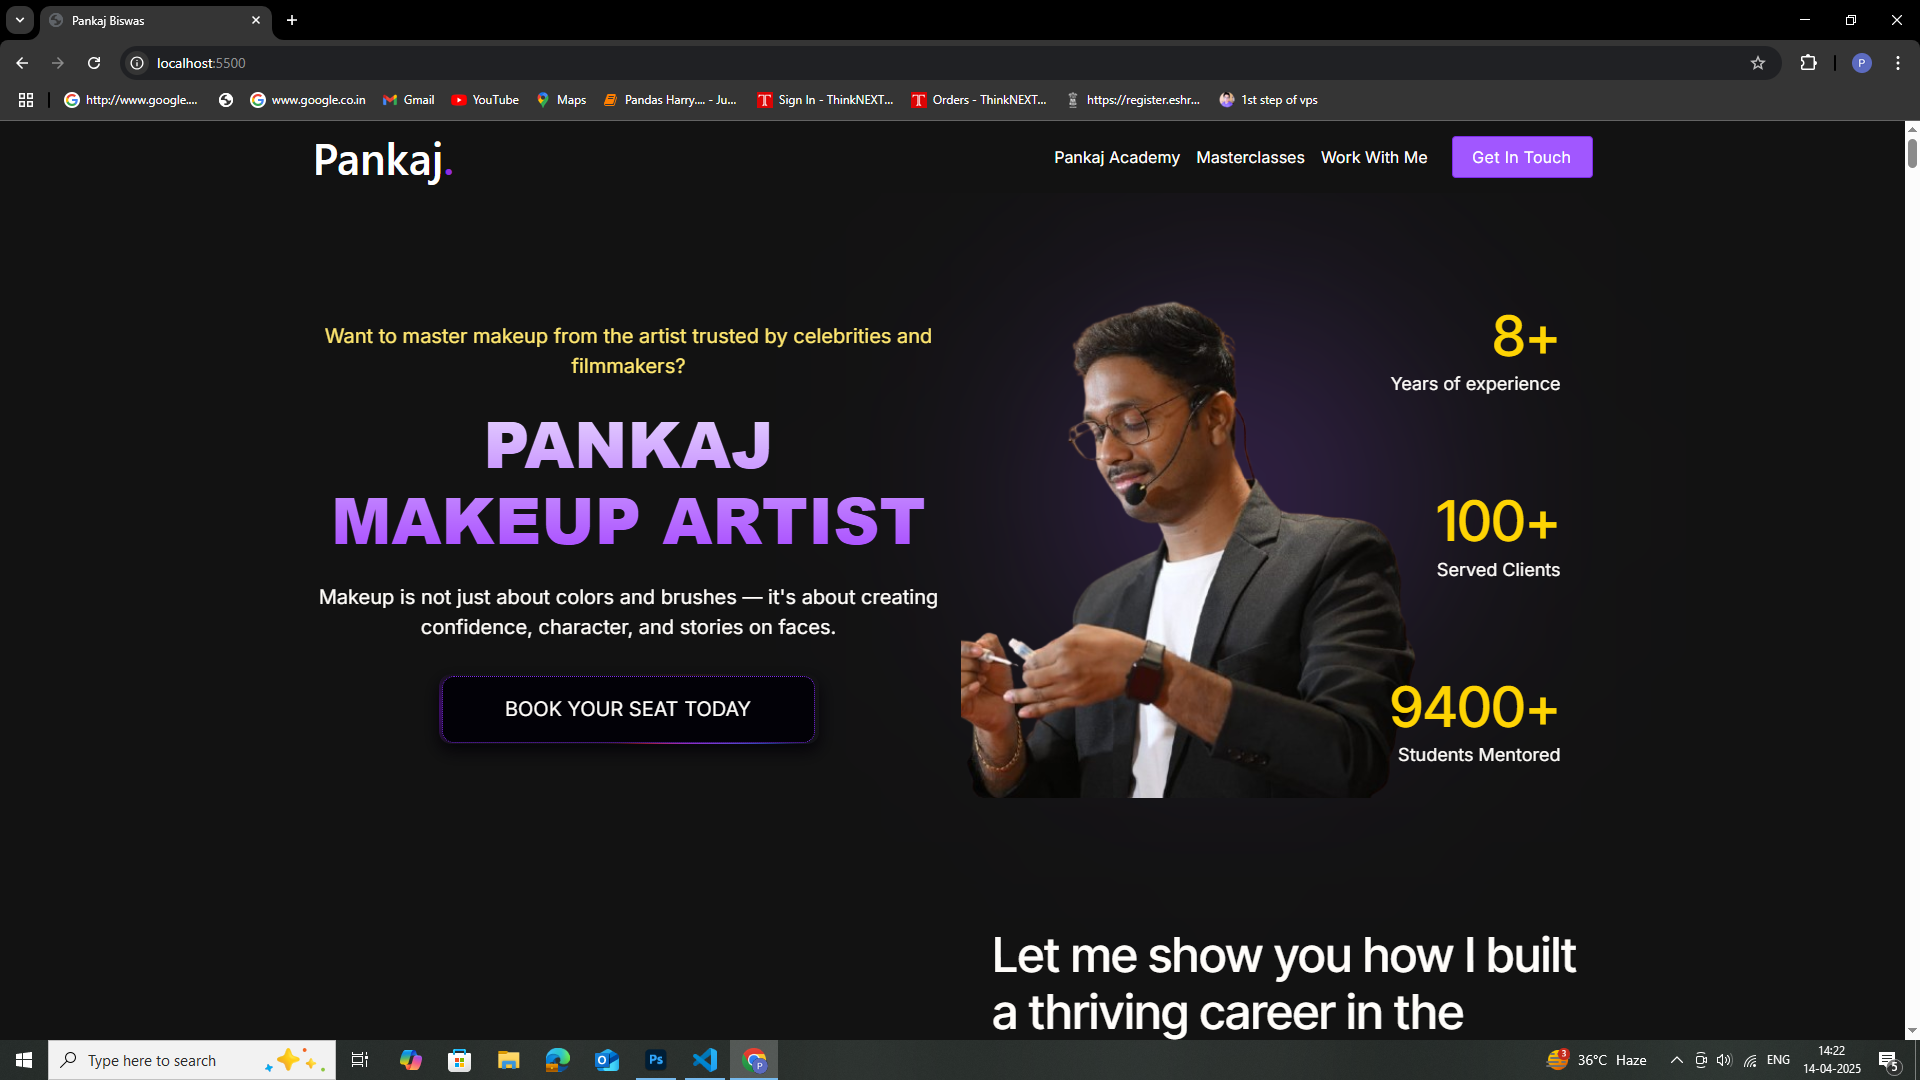 Pankaj Biswas
localhost:5500
P
http://www.google....
www.google.co.in
Gmail
YouTube
Maps
Pandas Harry.... - Ju...
Sign In - ThinkNEXT...
Orders - ThinkNEXT...
https://register.eshr...
1st step of vps
Pankaj.
Pankaj Academy
Masterclasses
Work With Me
Get In Touch
Want to master makeup from the artist trusted by celebrities and
filmmakers?
PANKAJ
MAKEUP ARTIST
Makeup is not just about colors and brushes — it's about creating
confidence, character, and stories on faces.
BOOK YOUR SEAT TODAY
8+
Years of experience
100+
Served Clients
9400+
Students Mentored
Let me show you how I built
a thriving career in the
Type here to search
Ps
P
3
36°C Haze
ENG
14:22
14-04-2025
5